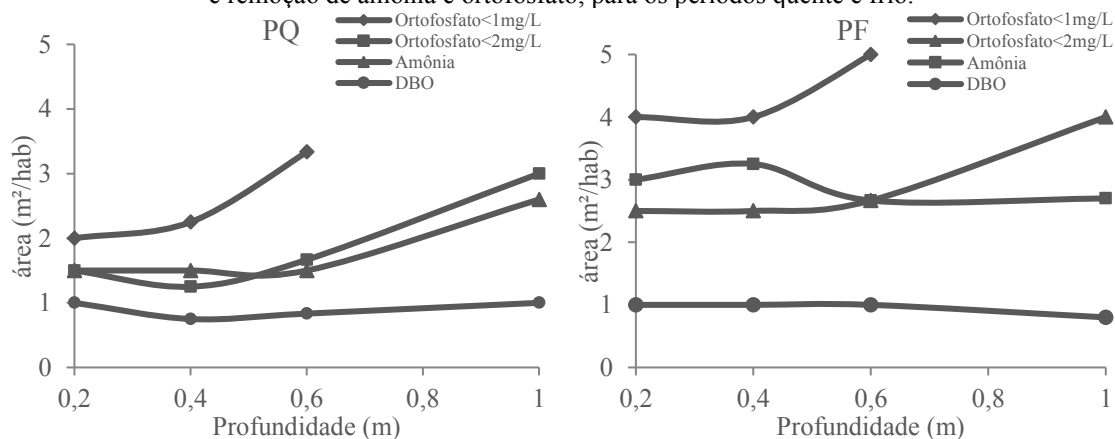 e remoção de amônia e ortofosfato, para os períodos quente e frio.
PQ
Ortofosfato<1mg/L
Ortofosfato<2mg/L
Amônia
DBO
5
4
3
2
1
0
0,2
0,4
0,6
0,8
1
área (m²/hab)
Profundidade (m)
PF
Ortofosfato<1mg/L
Ortofosfato<2mg/L
Amônia
DBO
5
4
3
2
1
0
0,2
0,4
0,6
0,8
1
área (m²/hab)
Profundidade (m)